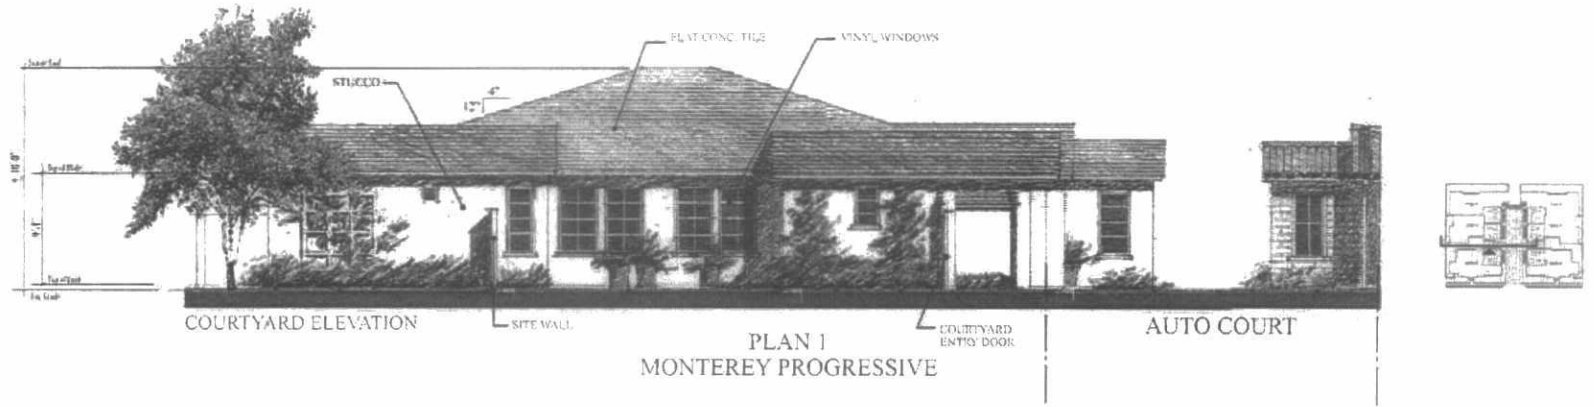 FLAT CONC. TILE
VINYL WINDOWS
STUCCO
4"
12"
9'-1"
COURTYARD ELEVATION
SITE WALL
COURTYARD
ENTRY DOOR
AUTO COURT
PLAN 1
MONTEREY PROGRESSIVE